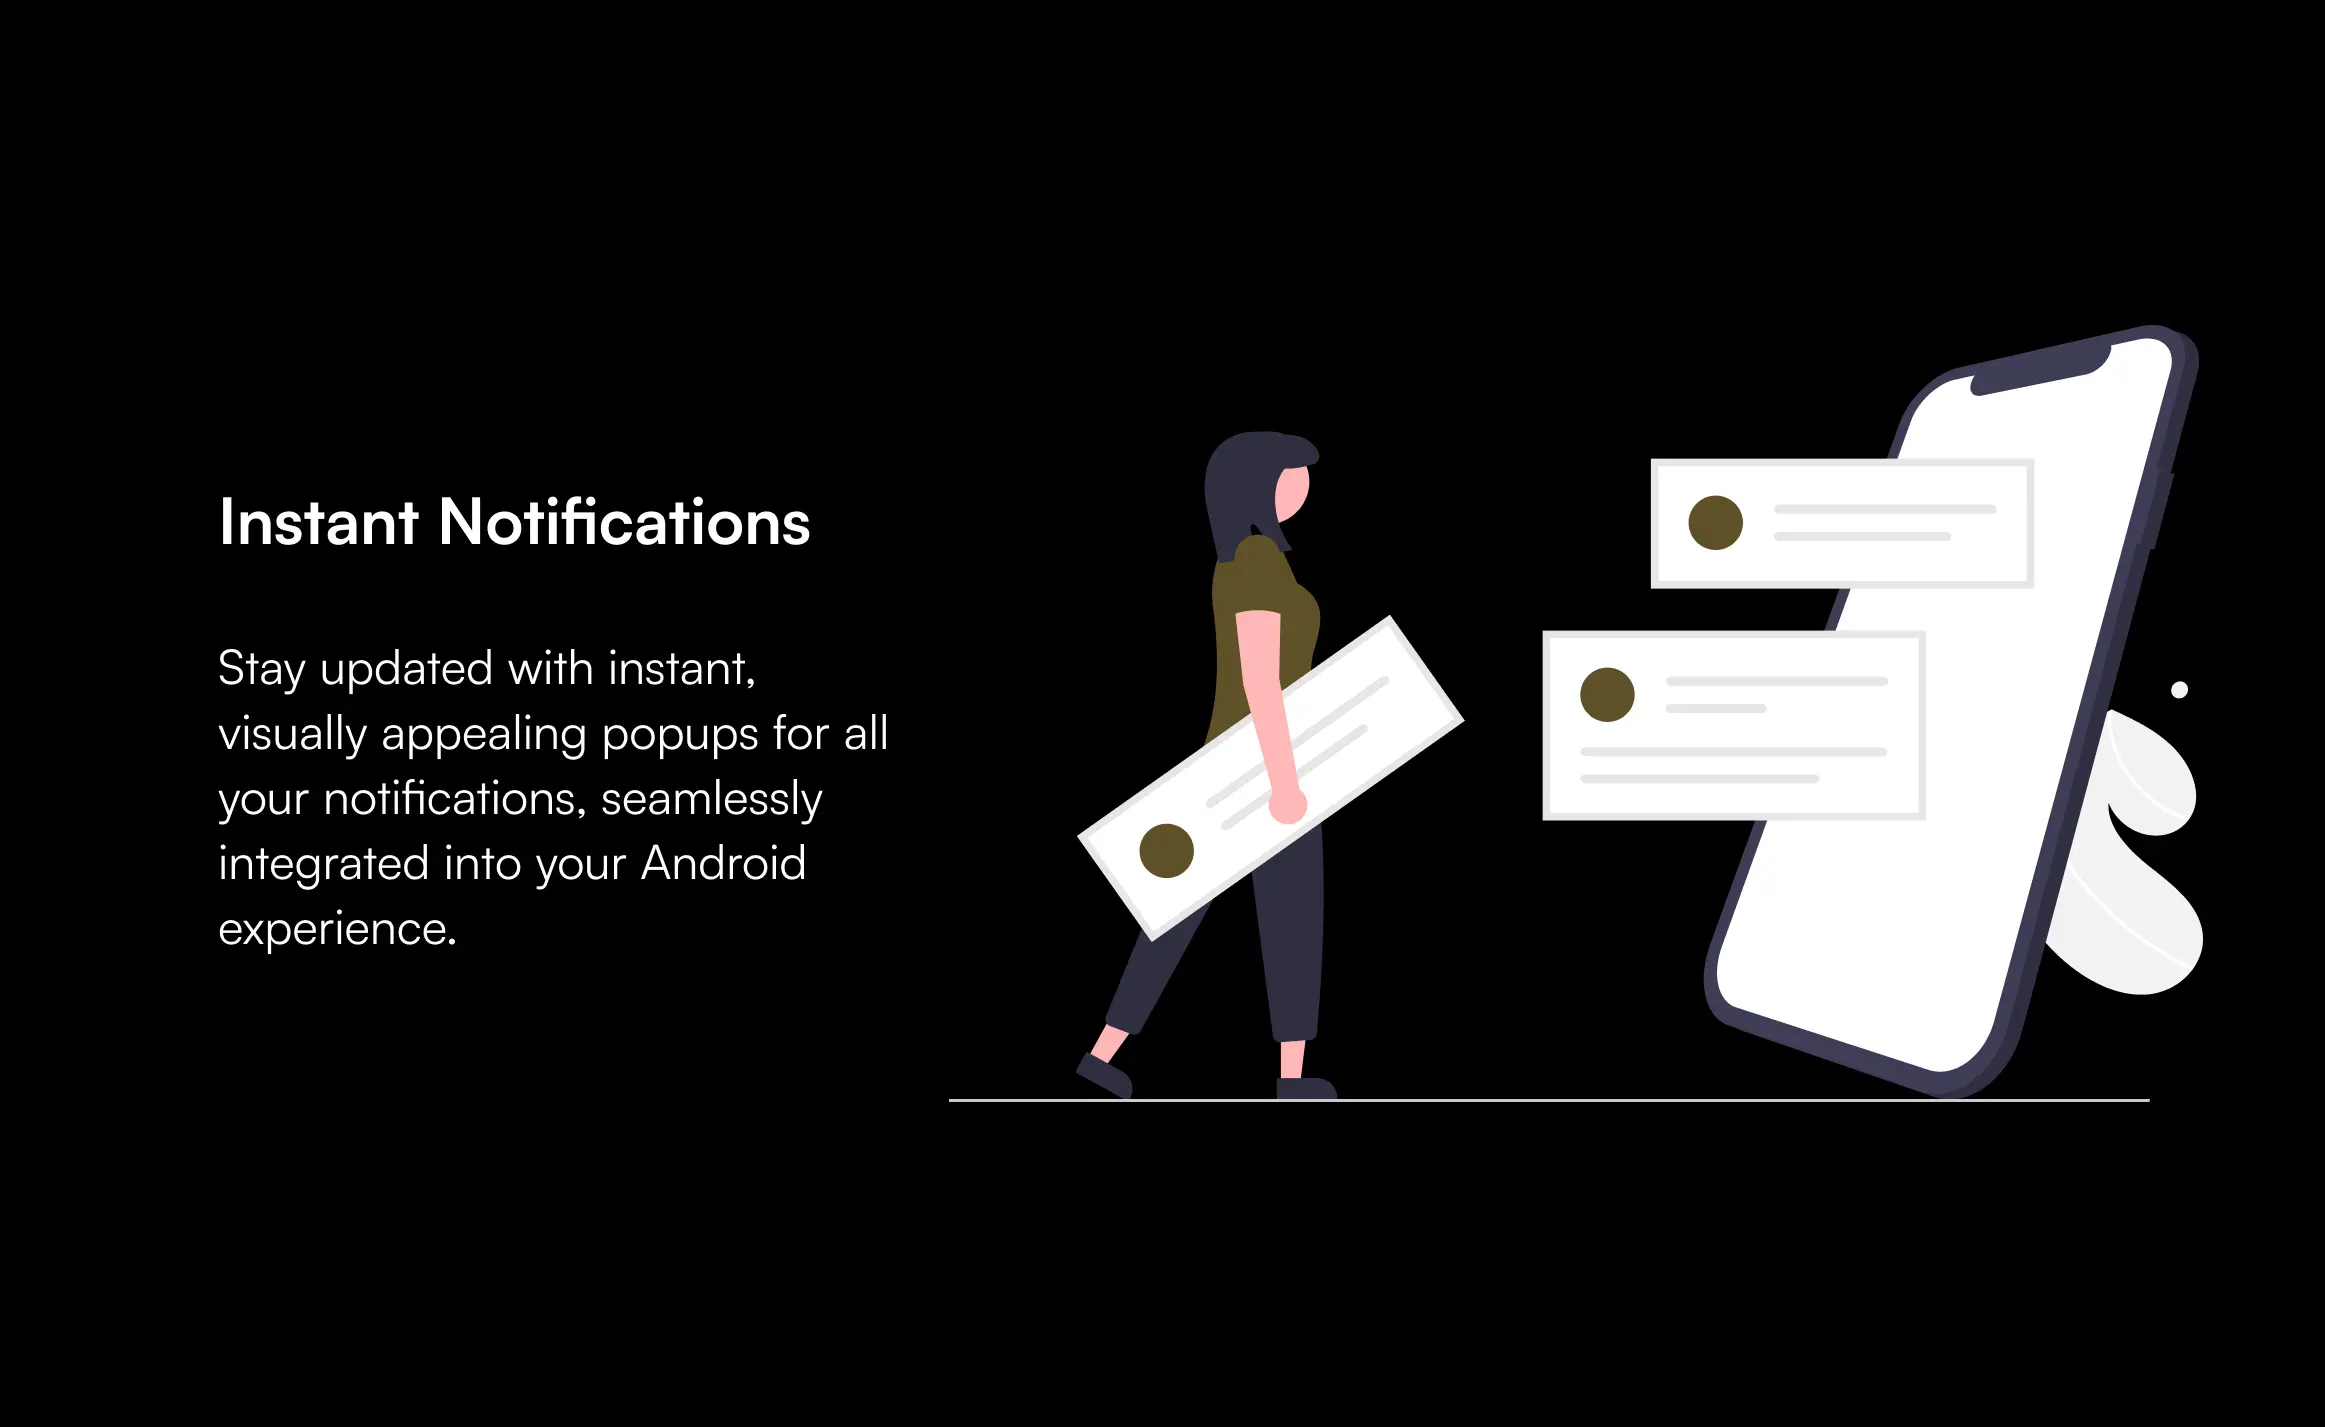 Instant Notifications
Stay updated with instant,
visually appealing popups for all
your notifications, seamlessly
integrated into your Android
experience.